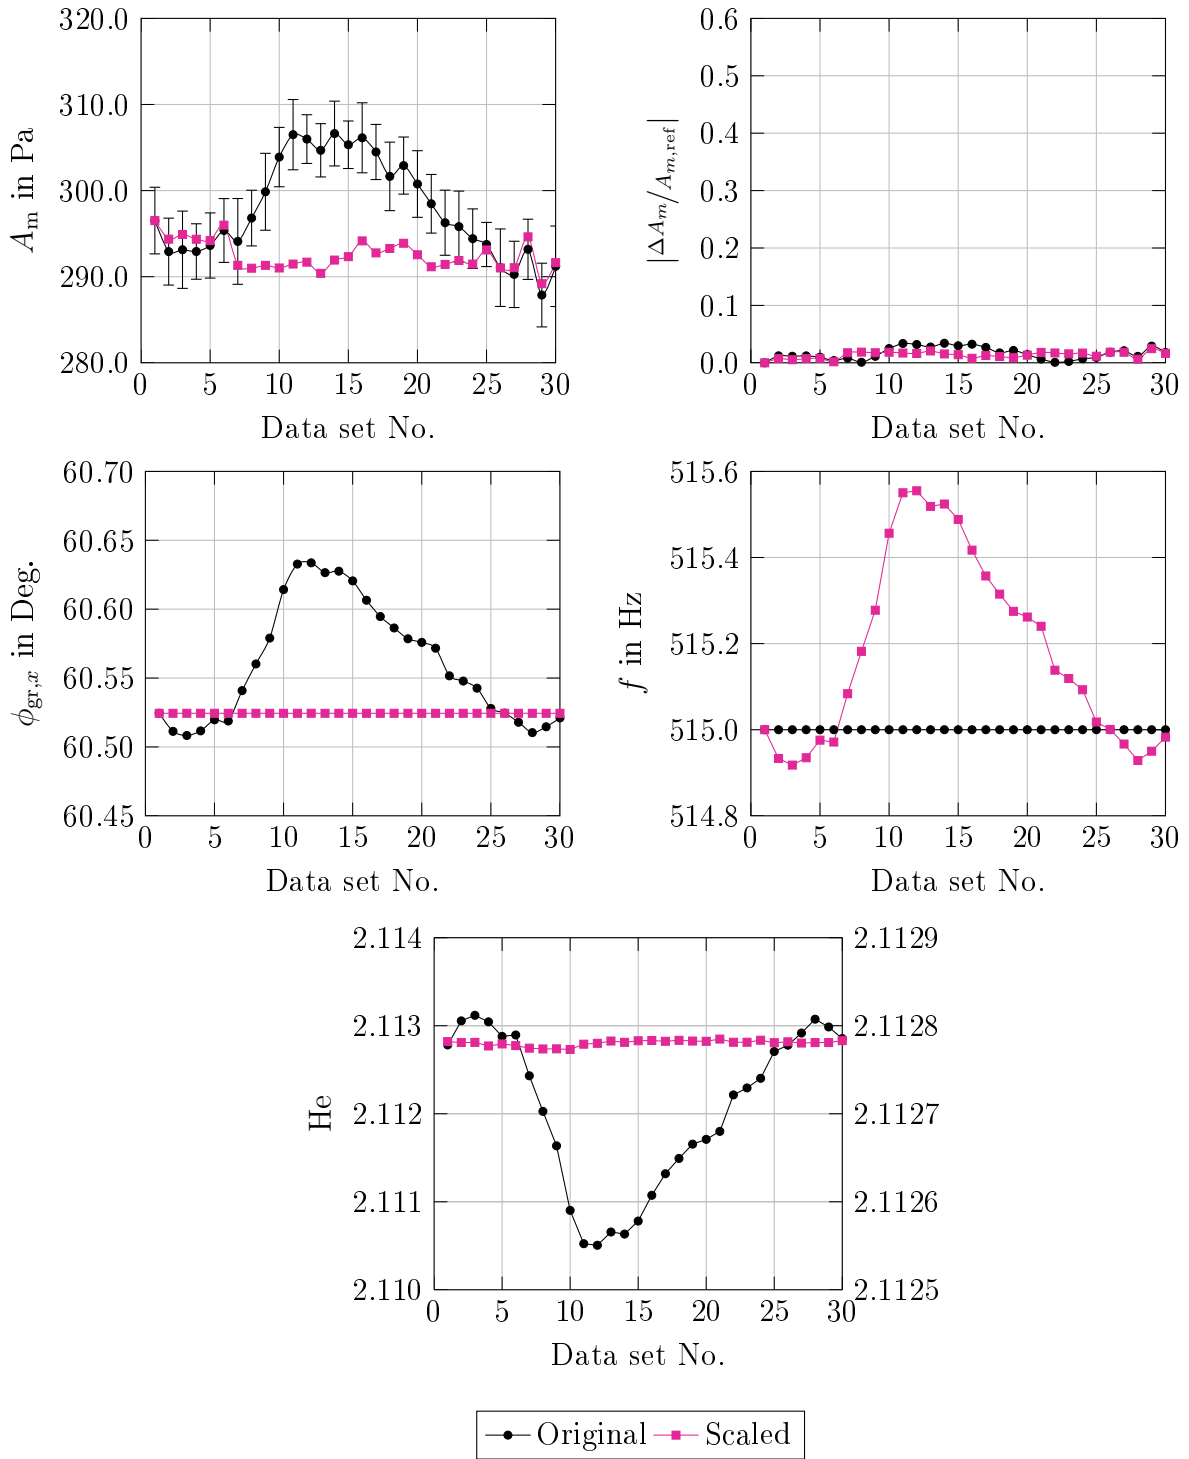 320.0
310.0
300.0
290.0
280.0
A_m in Pa
0 5 10 15 20 25 30
Data set No.
0.6
0.5
0.4
0.3
0.2
0.1
0.0
|ΔA_m/A_{m,ref}|
0 5 10 15 20 25 30
Data set No.
60.70
60.65
60.60
60.55
60.50
60.45
ϕ_{gr,x} in Deg.
0 5 10 15 20 25 30
Data set No.
515.6
515.4
515.2
515.0
514.8
f in Hz
0 5 10 15 20 25 30
Data set No.
2.114
2.113
2.112
2.111
2.110
He
2.1129
2.1128
2.1127
2.1126
2.1125
0 5 10 15 20 25 30
Data set No.
Original Scaled